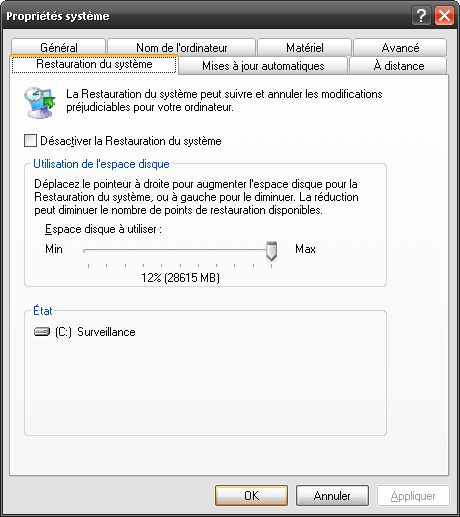 Propriétés système
Général Nom de l'ordinateur Matériel Avancé
Restauration du système Mises à jour automatiques À distance
La Restauration du système peut suivre et annuler les modifications
préjudiciables pour votre ordinateur.
Désactiver la Restauration du système
Utilisation de l'espace disque
Déplacez le pointeur à droite pour augmenter l'espace disque pour la
Restauration du système, ou à gauche pour le diminuer. La réduction
peut diminuer le nombre de points de restauration disponibles.
Espace disque à utiliser :
Min Max
12% (28615 MB)
État
(C:) Surveillance
OK Annuler Appliquer